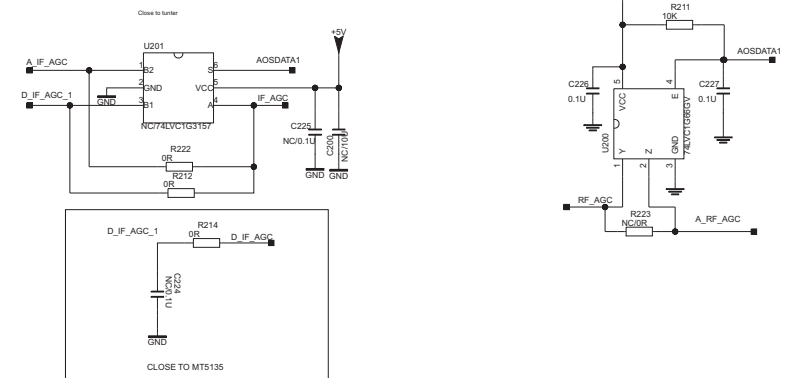 Close to tunter
+5V
U201
A_IF_AGC
AOSDATA1
1
B2
S
6
2
GND
VCC
5
GND
D_IF_AGC_1
3
B1
A
4
IF_AGC
NC/74LVC1G3157
C225
NC/0.1U
C200
NC/10U
R222
0R
R212
0R
GND
GND
R214
D_IF_AGC_1
0R
D_IF_AGC
C224
NC/0.1U
GND
CLOSE TO MT5135
R211
10K
AOSDATA1
C226
0.1U
5
4
C227
0.1U
VCC
E
U200
74LVC1G66GV
Y
Z
GND
1
2
3
RF_AGC
R223
NC/0R
A_RF_AGC